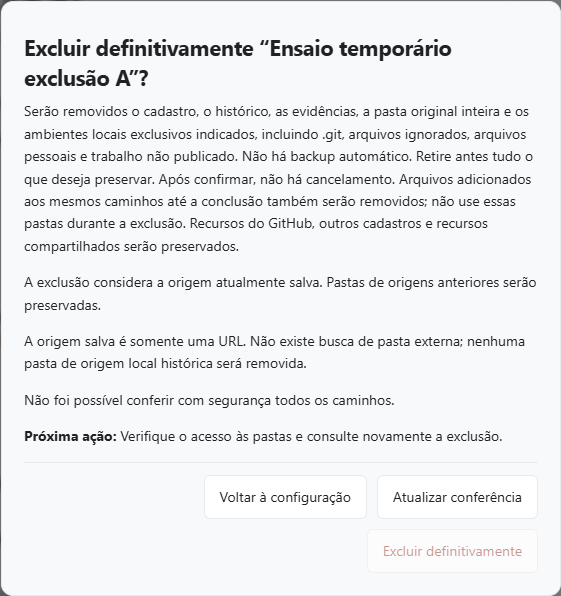 Excluir definitivamente “Ensaio temporário
exclusão A”?
Serão removidos o cadastro, o histórico, as evidências, a pasta original inteira e os
ambientes locais exclusivos indicados, incluindo .git, arquivos ignorados, arquivos
pessoais e trabalho não publicado. Não há backup automático. Retire antes tudo o
que deseja preservar. Após confirmar, não há cancelamento. Arquivos adicionados
aos mesmos caminhos até a conclusão também serão removidos; não use essas
pastas durante a exclusão. Recursos do GitHub, outros cadastros e recursos
compartilhados serão preservados.
A exclusão considera a origem atualmente salva. Pastas de origens anteriores serão
preservadas.
A origem salva é somente uma URL. Não existe busca de pasta externa; nenhuma
pasta de origem local histórica será removida.
Não foi possível conferir com segurança todos os caminhos.
Próxima ação: Verifique o acesso às pastas e consulte novamente a exclusão.
Voltar à configuração
Atualizar conferência
Excluir definitivamente